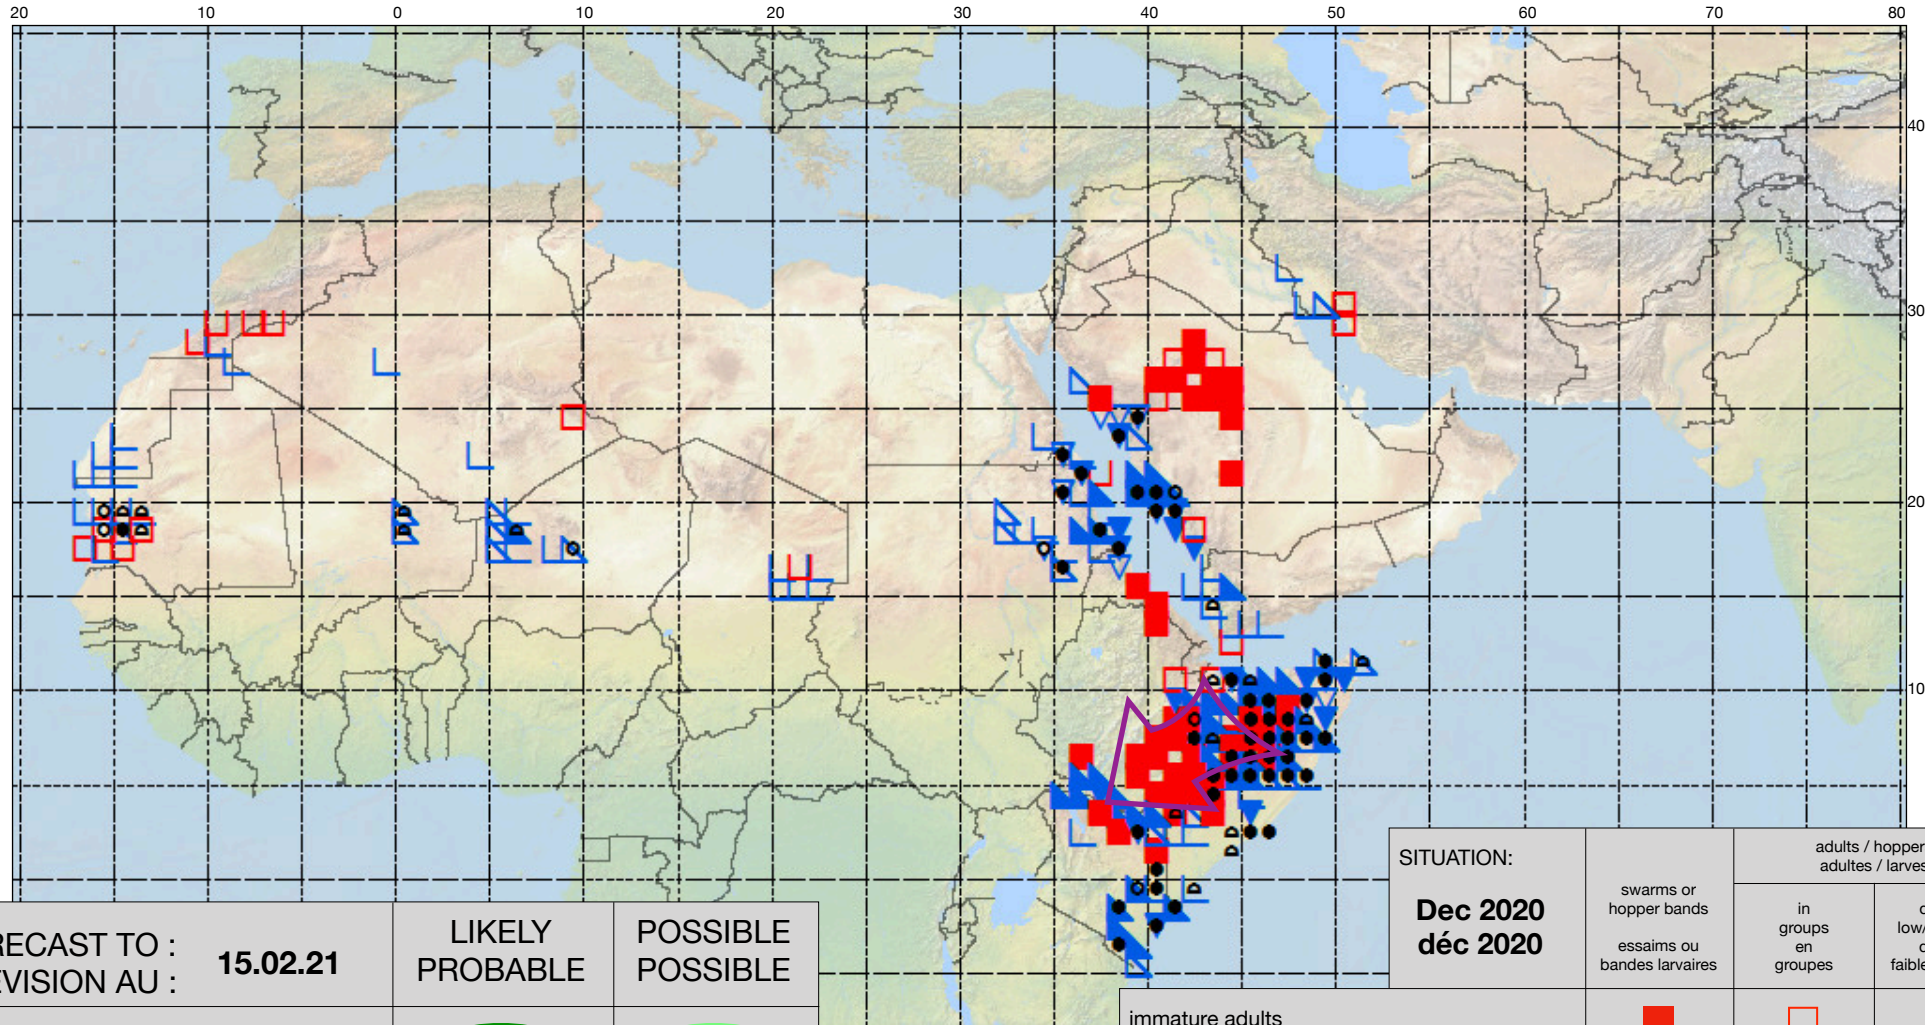 20 10 0 10 20 30 40 50 60 70 80
40
30
20
10
SITUATION:
Dec 2020
déc 2020
swarms or
hopper bands
essaims ou
bandes larvaires
adults / hopper
adultes / larves
in
groups
en
groupes
low/
faible
RECAST TO :
VISION AU :
15.02.21
LIKELY
PROBABLE
POSSIBLE
POSSIBLE
immature adults